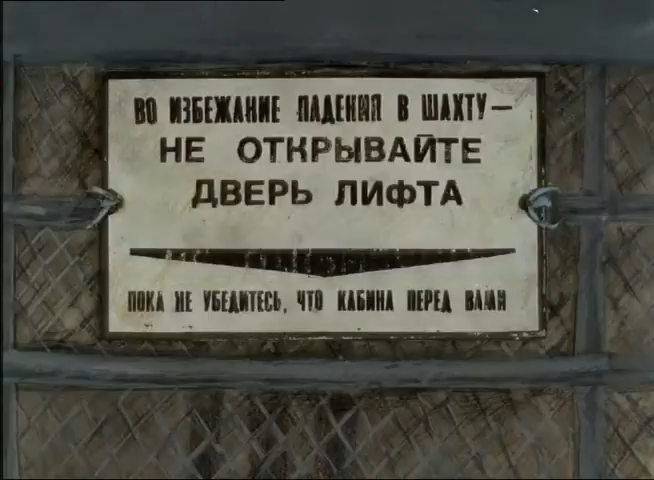 ВО ИЗБЕЖАНИЕ ПАДЕНИЯ В ШАХТУ —
НЕ ОТКРЫВАЙТЕ
ДВЕРЬ ЛИФТА
ПОКА НЕ УБЕДИТЕСЬ, ЧТО КАБИНА ПЕРЕД ВАМИ